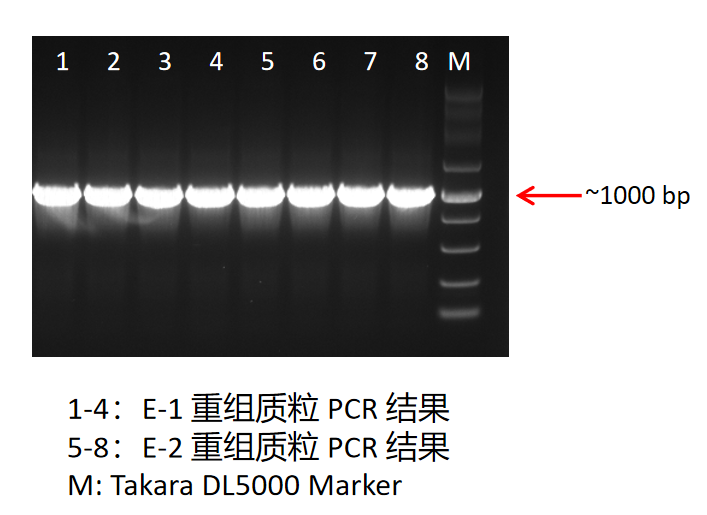 1 2 3 4 5 6 7 8 M
~1000 bp
1-4：E-1 重组质粒 PCR 结果
5-8：E-2 重组质粒 PCR 结果
M: Takara DL5000 Marker